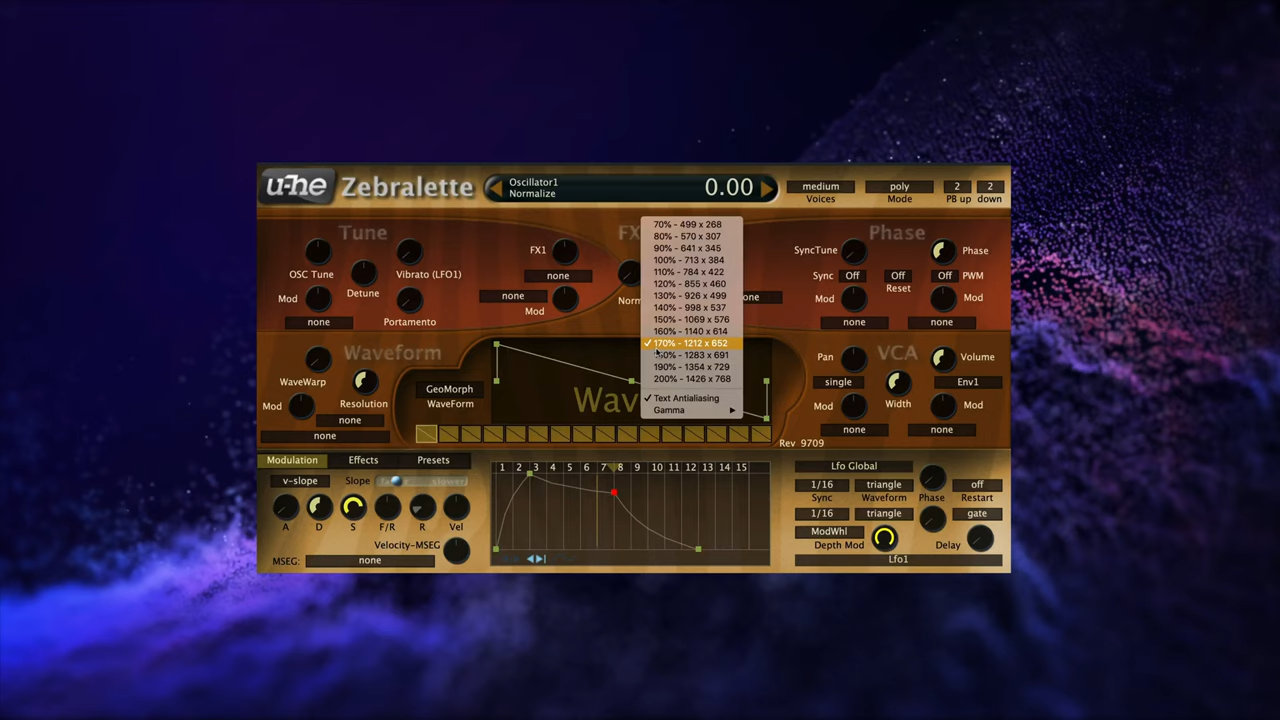 u-he Zebralette
Oscillator1 0.00
Normalize
medium poly 2 2
Voices Mode PB up down
Tune
OSC Tune
Detune
Vibrato (LFO1)
Mod
none
Portamento
FX
FX1
none
none
Mod
Norm
70% - 499 x 268
80% - 570 x 307
90% - 641 x 345
100% - 713 x 384
110% - 784 x 422
120% - 855 x 460
130% - 926 x 499
140% - 998 x 537
150% - 1069 x 576
160% - 1140 x 614
170% - 1212 x 652
- 1283 x 691
190% - 1354 x 729
200% - 1426 x 768
Text Antialiasing
Gamma
Phase
SyncTune Phase
Sync Off Off Off PWM
Reset
Mod Mod
none none
Waveform
WaveWarp
Resolution
Mod
none
none
GeoMorph
WaveForm
Wav
Pan VCA Volume
single Env1
Width
Mod Mod
none none
Rev 9709
Modulation Effects Presets
v-slope Slope slower
A D S F/R R Vel
Velocity-MSEG
MSEG: none
1 2 3 4 5 6 7 8 9 10 11 12 13 14 15
Lfo Global
1/16 triangle off
Sync Waveform Phase Restart
1/16 triangle gate
ModWhl
Depth Mod Delay
Lfo1